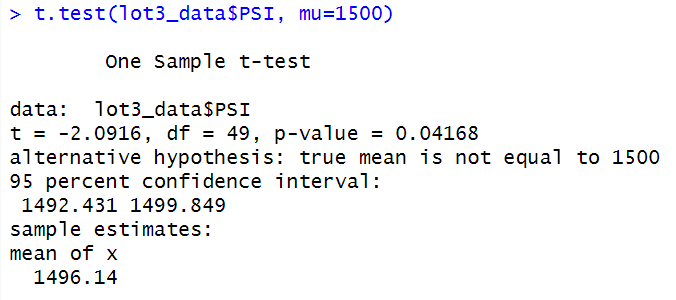 > t.test(lot3_data$PSI, mu=1500)
One Sample t-test
data:  lot3_data$PSI
t = -2.0916, df = 49, p-value = 0.04168
alternative hypothesis: true mean is not equal to 1500
95 percent confidence interval:
1492.431 1499.849
sample estimates:
mean of x
1496.14